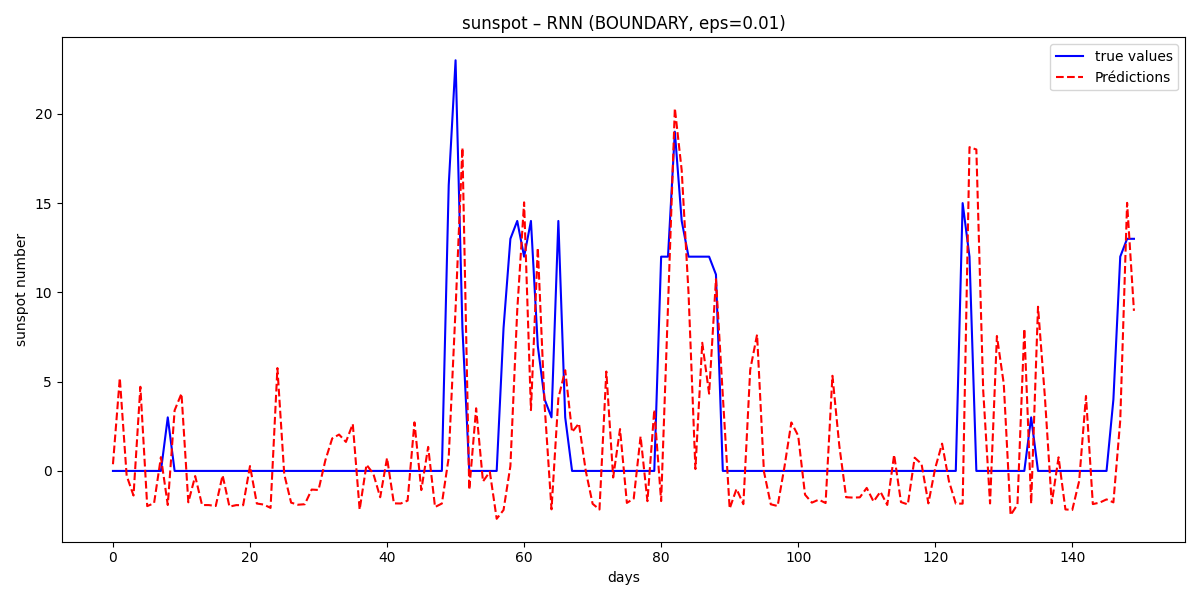 sunspot – RNN (BOUNDARY, eps=0.01)
true values
Prédictions
sunspot number
20
15
10
5
0
0 20 40 60 80 100 120 140
days